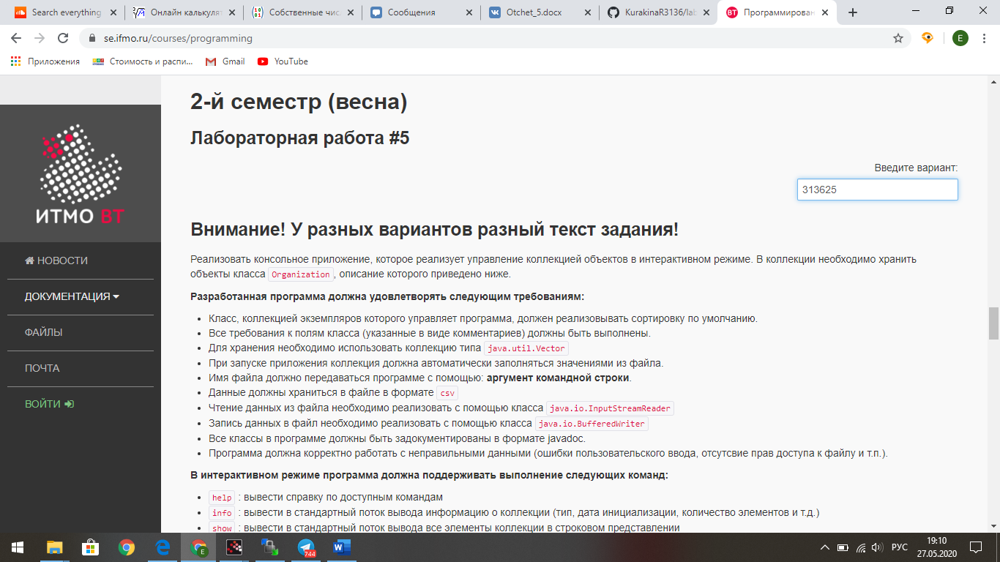 Search everything
Онлайн калькуля
Собственные чис
Сообщения
Otchet_5.docx
KurakinaR3136/lab
Программирован
se.ifmo.ru/courses/programming
E
Приложения
Стоимость и распи...
Gmail
YouTube
ИТМО ВТ
НОВОСТИ
ДОКУМЕНТАЦИЯ
ФАЙЛЫ
ПОЧТА
ВОЙТИ
2-й семестр (весна)
Лабораторная работа #5
Введите вариант:
313625
Внимание! У разных вариантов разный текст задания!
Реализовать консольное приложение, которое реализует управление коллекцией объектов в интерактивном режиме. В коллекции необходимо хранить
объекты класса Organization, описание которого приведено ниже.
Разработанная программа должна удовлетворять следующим требованиям:
• Класс, коллекцией экземпляров которого управляет программа, должен реализовывать сортировку по умолчанию.
• Все требования к полям класса (указанные в виде комментариев) должны быть выполнены.
• Для хранения необходимо использовать коллекцию типа java.util.Vector
• При запуске приложения коллекция должна автоматически заполняться значениями из файла.
• Имя файла должно передаваться программе с помощью: аргумент командной строки.
• Данные должны храниться в файле в формате csv
• Чтение данных из файла необходимо реализовать с помощью класса java.io.InputStreamReader
• Запись данных в файл необходимо реализовать с помощью класса java.io.BufferedWriter
• Все классы в программе должны быть задокументированы в формате javadoc.
• Программа должна корректно работать с неправильными данными (ошибки пользовательского ввода, отсутсвие прав доступа к файлу и т.п.).
В интерактивном режиме программа должна поддерживать выполнение следующих команд:
• help : вывести справку по доступным командам
• info : вывести в стандартный поток вывода информацию о коллекции (тип, дата инициализации, количество элементов и т.д.)
• show : вывести в стандартный поток вывода все элементы коллекции в строковом представлении
744
РУС
19:10
27.05.2020